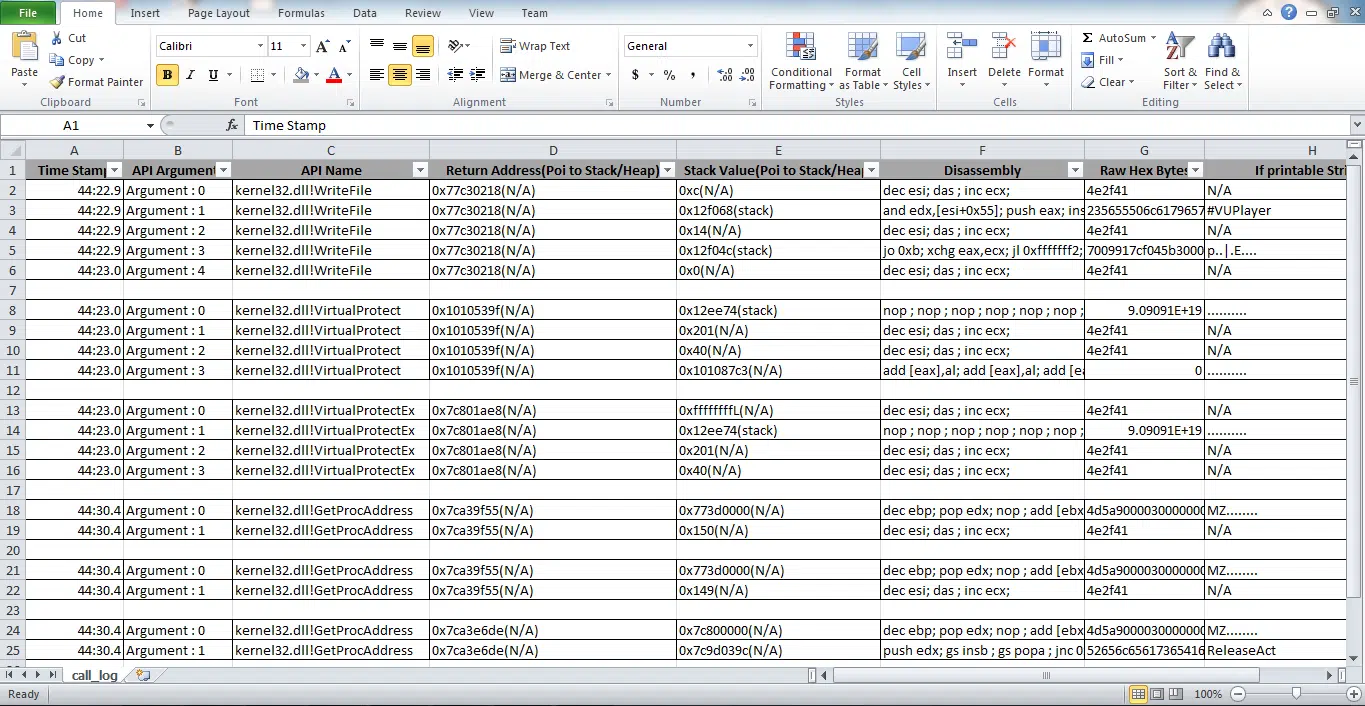 File Home Insert Page Layout Formulas Data Review View Team
Cut
Copy
Format Painter
Paste
Clipboard
Calibri 11
B I U
Font
Wrap Text
Merge & Center
Alignment
General
$ % ,
Number
Conditional Formatting
Format as Table
Cell Styles
Styles
Insert Delete Format
Cells
Σ AutoSum
Fill
Clear
Sort & Filter
Find & Select
Editing
A1 fx Time Stamp
A B C D E F G H
1 Time Stamp API Argument API Name Return Address(Poi to Stack/Heap) Stack Value(Poi to Stack/Hea Disassembly Raw Hex Bytes If printable Stri
2 44:22.9 Argument : 0 kernel32.dll!WriteFile 0x77c30218(N/A) 0xc(N/A) dec esi; das ; inc ecx; 4e2f41 N/A
3 44:22.9 Argument : 1 kernel32.dll!WriteFile 0x77c30218(N/A) 0x12f068(stack) and edx,[esi+0x55]; push eax; ins 235655506c6179657 #VUPlayer
4 44:22.9 Argument : 2 kernel32.dll!WriteFile 0x77c30218(N/A) 0x14(N/A) dec esi; das ; inc ecx; 4e2f41 N/A
5 44:22.9 Argument : 3 kernel32.dll!WriteFile 0x77c30218(N/A) 0x12f04c(stack) jo 0xb; xchg eax,ecx; jl 0xfffffff2; 7009917cf045b3000 p..|.E....
6 44:23.0 Argument : 4 kernel32.dll!WriteFile 0x77c30218(N/A) 0x0(N/A) dec esi; das ; inc ecx; 4e2f41 N/A
7
8 44:23.0 Argument : 0 kernel32.dll!VirtualProtect 0x1010539f(N/A) 0x12ee74(stack) nop ; nop ; nop ; nop ; nop ; nop ; 9.09091E+19 ..........
9 44:23.0 Argument : 1 kernel32.dll!VirtualProtect 0x1010539f(N/A) 0x201(N/A) dec esi; das ; inc ecx; 4e2f41 N/A
10 44:23.0 Argument : 2 kernel32.dll!VirtualProtect 0x1010539f(N/A) 0x40(N/A) dec esi; das ; inc ecx; 4e2f41 N/A
11 44:23.0 Argument : 3 kernel32.dll!VirtualProtect 0x1010539f(N/A) 0x101087c3(N/A) add [eax],al; add [eax],al; add [ea 0 ..........
12
13 44:23.0 Argument : 0 kernel32.dll!VirtualProtectEx 0x7c801ae8(N/A) 0xffffffffL(N/A) dec esi; das ; inc ecx; 4e2f41 N/A
14 44:23.0 Argument : 1 kernel32.dll!VirtualProtectEx 0x7c801ae8(N/A) 0x12ee74(stack) nop ; nop ; nop ; nop ; nop ; nop ; 9.09091E+19 ..........
15 44:23.0 Argument : 2 kernel32.dll!VirtualProtectEx 0x7c801ae8(N/A) 0x201(N/A) dec esi; das ; inc ecx; 4e2f41 N/A
16 44:23.0 Argument : 3 kernel32.dll!VirtualProtectEx 0x7c801ae8(N/A) 0x40(N/A) dec esi; das ; inc ecx; 4e2f41 N/A
17
18 44:30.4 Argument : 0 kernel32.dll!GetProcAddress 0x7ca39f55(N/A) 0x773d0000(N/A) dec ebp; pop edx; nop ; add [ebx 4d5a9000030000000 MZ........
19 44:30.4 Argument : 1 kernel32.dll!GetProcAddress 0x7ca39f55(N/A) 0x150(N/A) dec esi; das ; inc ecx; 4e2f41 N/A
20
21 44:30.4 Argument : 0 kernel32.dll!GetProcAddress 0x7ca39f55(N/A) 0x773d0000(N/A) dec ebp; pop edx; nop ; add [ebx 4d5a9000030000000 MZ........
22 44:30.4 Argument : 1 kernel32.dll!GetProcAddress 0x7ca39f55(N/A) 0x149(N/A) dec esi; das ; inc ecx; 4e2f41 N/A
23
24 44:30.4 Argument : 0 kernel32.dll!GetProcAddress 0x7ca3e6de(N/A) 0x7c800000(N/A) dec ebp; pop edx; nop ; add [ebx 4d5a9000030000000 MZ........
25 44:30.4 Argument : 1 kernel32.dll!GetProcAddress 0x7ca3e6de(N/A) 0x7c9d039c(N/A) push edx; gs insb ; gs popa ; jnc 0 52656c65617365416 ReleaseAct
call_log
Ready 100%